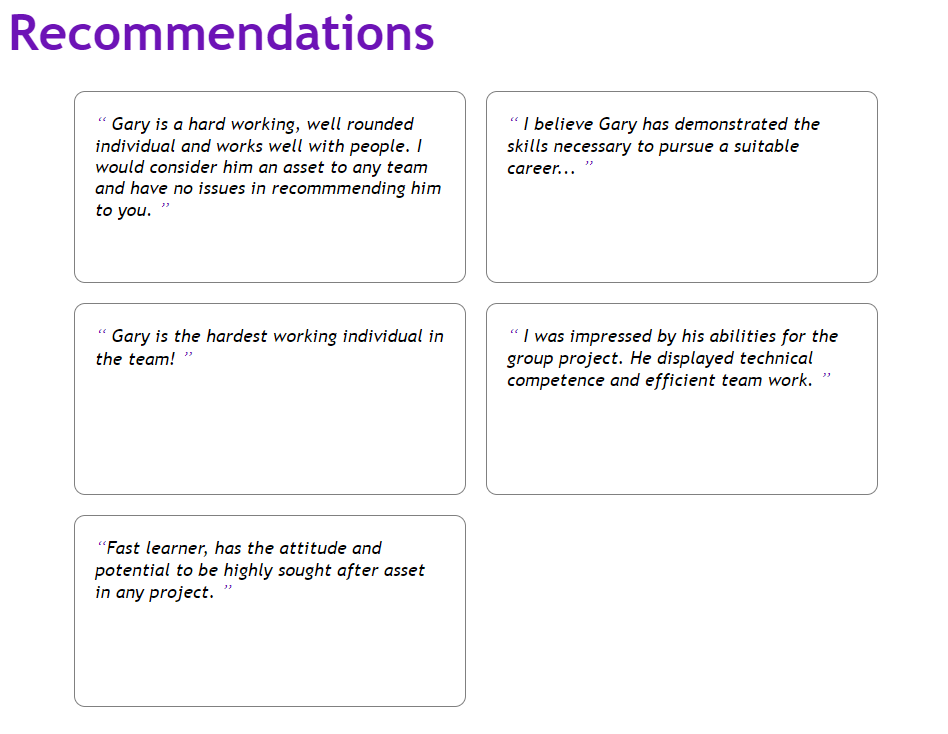 Recommendations
“ Gary is a hard working, well rounded
individual and works well with people. I
would consider him an asset to any team
and have no issues in recommmending him
to you. ”
“ I believe Gary has demonstrated the
skills necessary to pursue a suitable
career... ”
“ Gary is the hardest working individual in
the team! ”
“ I was impressed by his abilities for the
group project. He displayed technical
competence and efficient team work. ”
“Fast learner, has the attitude and
potential to be highly sought after asset
in any project. ”